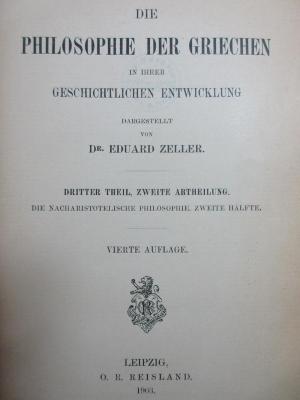 DIE
PHILOSOPHIE DER GRIECHEN
IN IHRER
GESCHICHTLICHEN ENTWICKLUNG
DARGESTELLT
VON
DR. EDUARD ZELLER.
DRITTER THEIL, ZWEITE ABTHEILUNG.
DIE NACHARISTOTELISCHE PHILOSOPHIE, ZWEITE HÄLFTE.
VIERTE AUFLAGE.
R
LEIPZIG,
O. R. REISLAND.
1903.